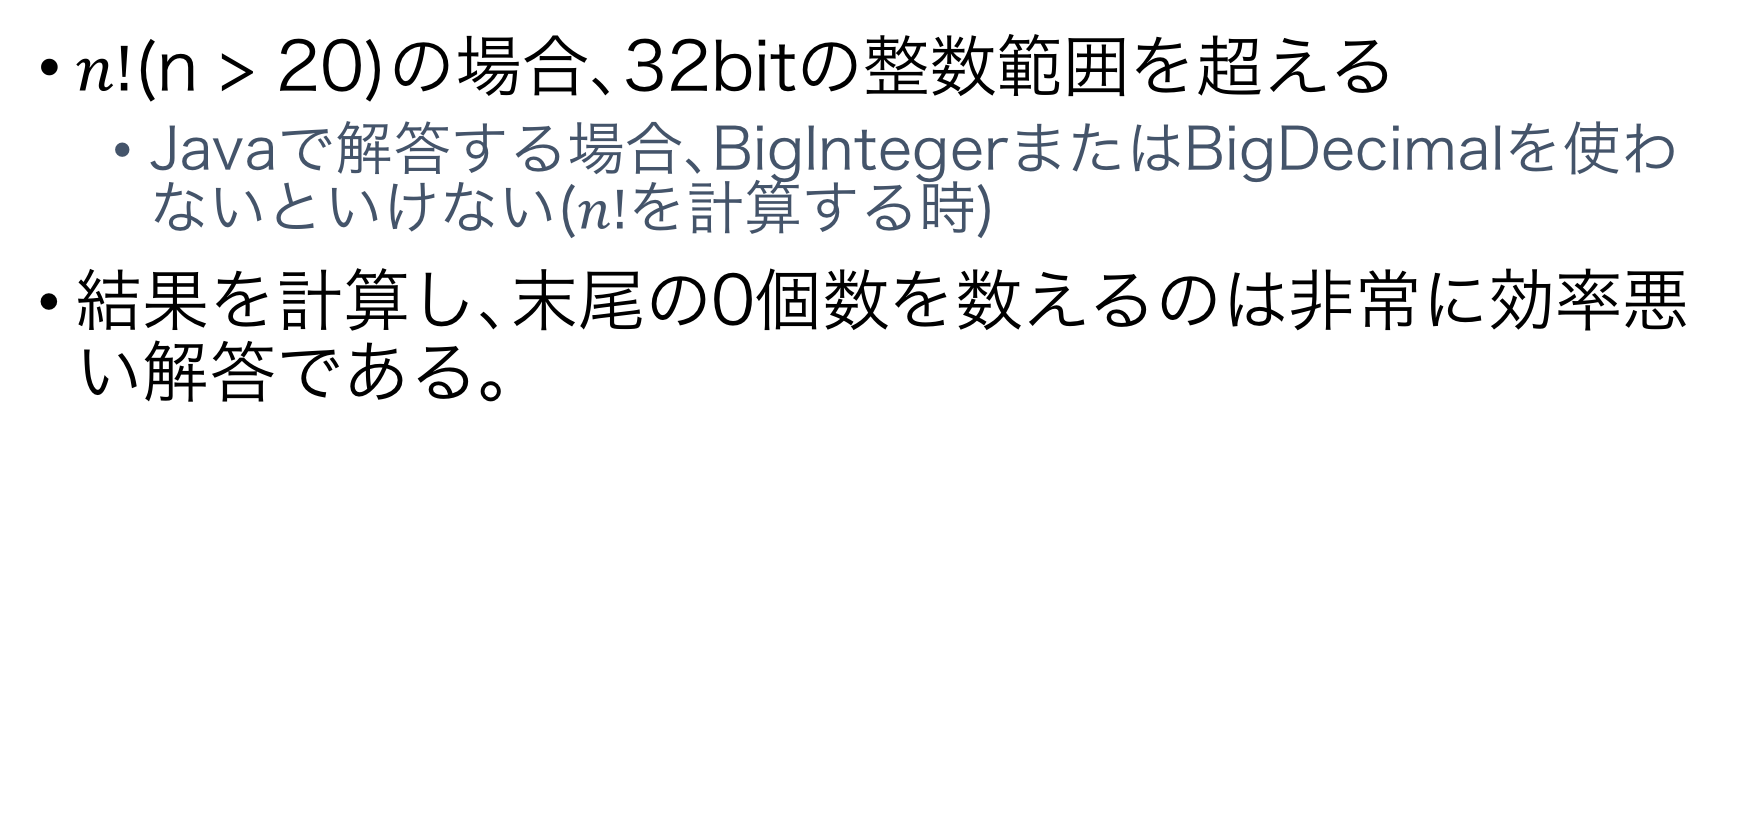 • n!(n > 20)の場合、32bitの整数範囲を超える
• Javaで解答する場合、BigIntegerまたはBigDecimalを使わ
ないといけない(n!を計算する時)
• 結果を計算し、末尾の0個数を数えるのは非常に効率悪
い解答である。